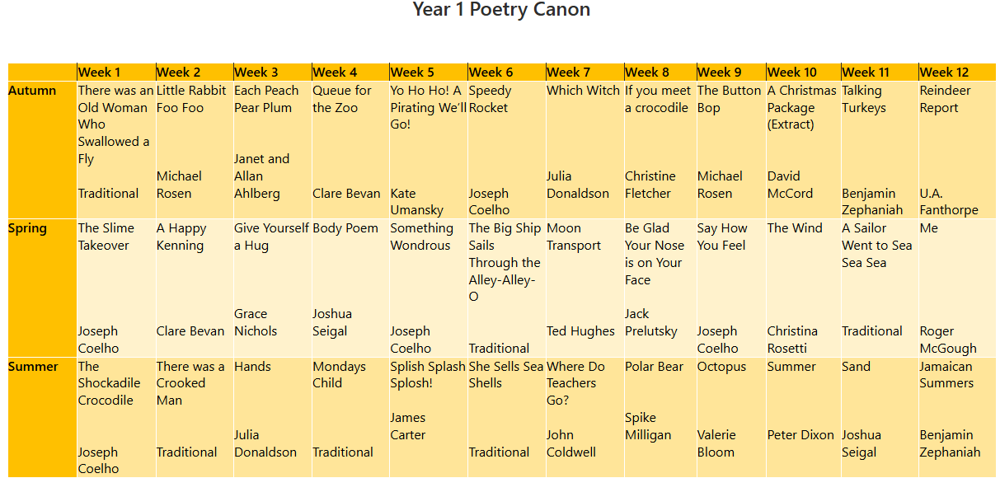 Year 1 Poetry Canon
Week 1
Week 2
Week 3
Week 4
Week 5
Week 6
Week 7
Week 8
Week 9
Week 10
Week 11
Week 12
Autumn
There was an
Old Woman
Who
Swallowed a
Fly
Traditional
Little Rabbit
Foo Foo
Michael
Rosen
Each Peach
Pear Plum
Janet and
Allan
Ahlberg
Queue for
the Zoo
Clare Bevan
Yo Ho Ho! A
Pirating We’ll
Go!
Kate
Umansky
Speedy
Rocket
Joseph
Coelho
Which Witch
Julia
Donaldson
If you meet
a crocodile
Christine
Fletcher
The Button
Bop
Michael
Rosen
A Christmas
Package
(Extract)
David
McCord
Talking
Turkeys
Benjamin
Zephaniah
Reindeer
Report
U.A.
Fanthorpe
Spring
The Slime
Takeover
Joseph
Coelho
A Happy
Kenning
Clare Bevan
Give Yourself
a Hug
Grace
Nichols
Body Poem
Joshua
Seigal
Something
Wondrous
Joseph
Coelho
The Big Ship
Sails
Through the
Alley-Alley-
O
Traditional
Moon
Transport
Ted Hughes
Be Glad
Your Nose
is on Your
Face
Jack
Prelutsky
Say How
You Feel
Joseph
Coelho
The Wind
Christina
Rosetti
A Sailor
Went to Sea
Sea Sea
Traditional
Me
Roger
McGough
Summer
The
Shockadile
Crocodile
Joseph
Coelho
There was a
Crooked
Man
Traditional
Hands
Julia
Donaldson
Mondays
Child
Traditional
Splish Splash
Splosh!
James
Carter
She Sells Sea
Shells
Traditional
Where Do
Teachers
Go?
John
Coldwell
Polar Bear
Spike
Milligan
Octopus
Valerie
Bloom
Summer
Peter Dixon
Sand
Joshua
Seigal
Jamaican
Summers
Benjamin
Zephaniah